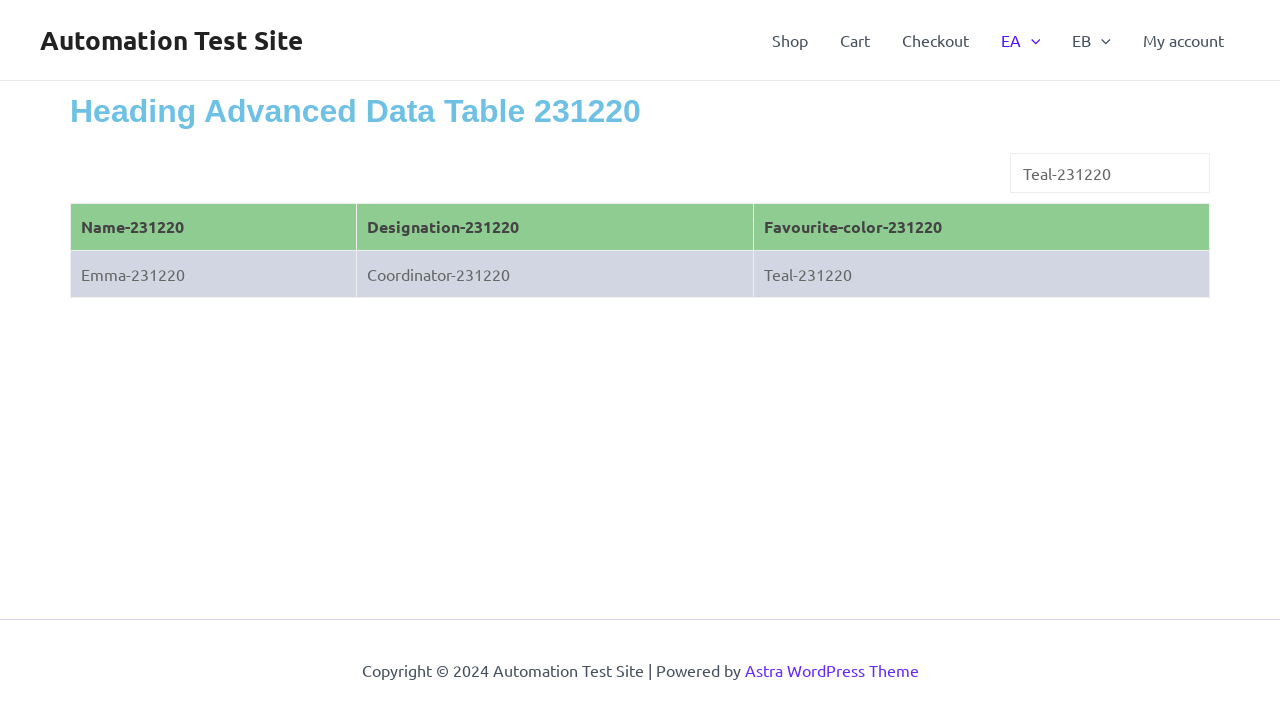 Automation Test Site
Shop Cart Checkout EA EB My account
Heading Advanced Data Table 231220
Teal-231220
Name-231220 Designation-231220 Favourite-color-231220
Emma-231220 Coordinator-231220 Teal-231220
Copyright © 2024 Automation Test Site | Powered by Astra WordPress Theme